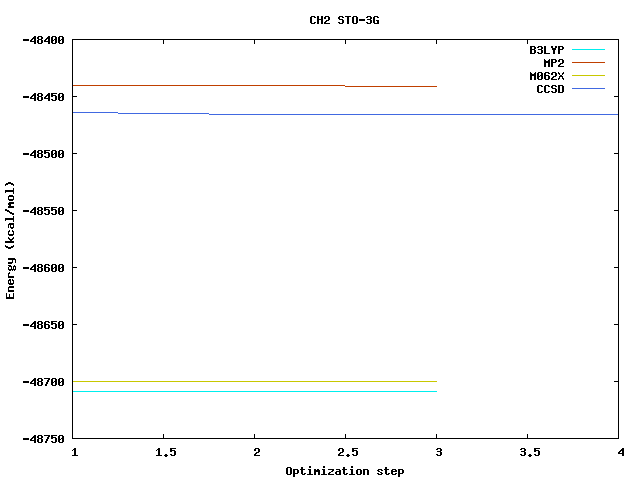 CH2 STO-3G
-48400
-48450
-48500
-48550
-48600
-48650
-48700
-48750
Energy (kcal/mol)
B3LYP
MP2
M062X
CCSD
1 1.5 2 2.5 3 3.5 4
Optimization step